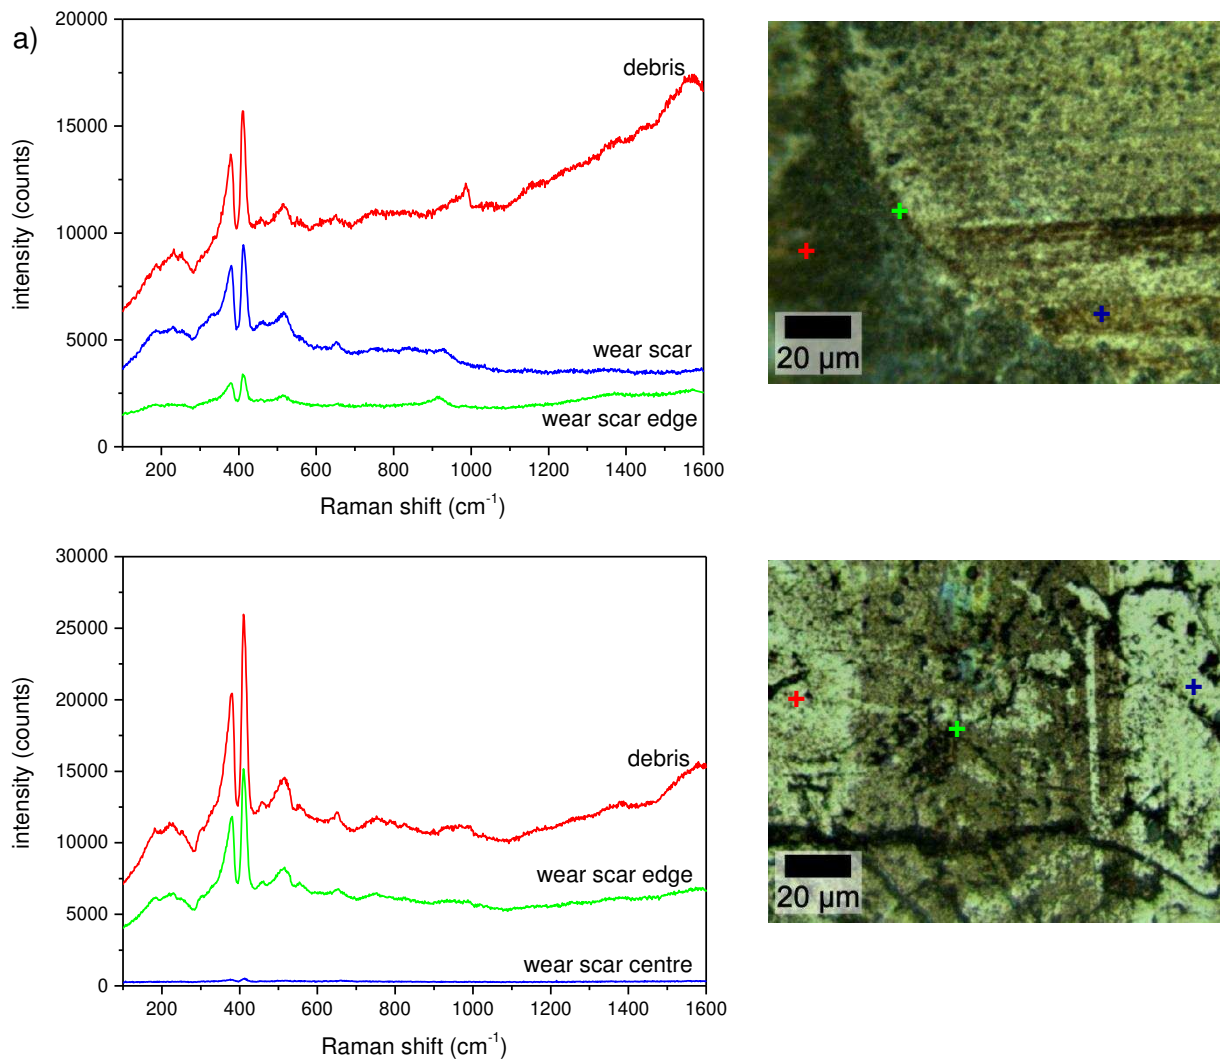 a)
20000
15000
10000
5000
0
intensity (counts)
debris
wear scar
wear scar edge
200 400 600 800 1000 1200 1400 1600
Raman shift (cm-1)
20 µm
30000
25000
20000
15000
10000
5000
0
intensity (counts)
debris
wear scar edge
wear scar centre
200 400 600 800 1000 1200 1400 1600
Raman shift (cm-1)
20 µm